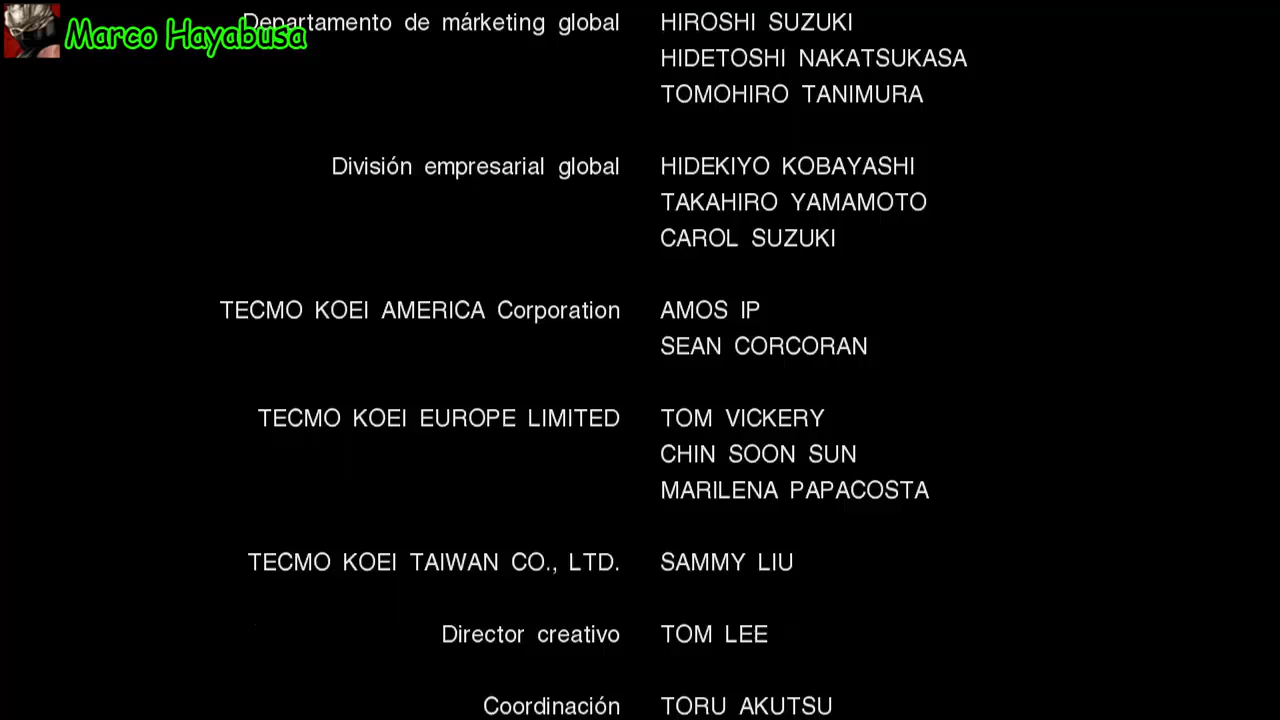 Marco Hayabusa
Departamento de márketing global HIROSHI SUZUKI
HIDETOSHI NAKATSUKASA
TOMOHIRO TANIMURA
División empresarial global HIDEKIYO KOBAYASHI
TAKAHIRO YAMAMOTO
CAROL SUZUKI
TECMO KOEI AMERICA Corporation AMOS IP
SEAN CORCORAN
TECMO KOEI EUROPE LIMITED TOM VICKERY
CHIN SOON SUN
MARILENA PAPACOSTA
TECMO KOEI TAIWAN CO., LTD. SAMMY LIU
Director creativo TOM LEE
Coordinación TORU AKUTSU